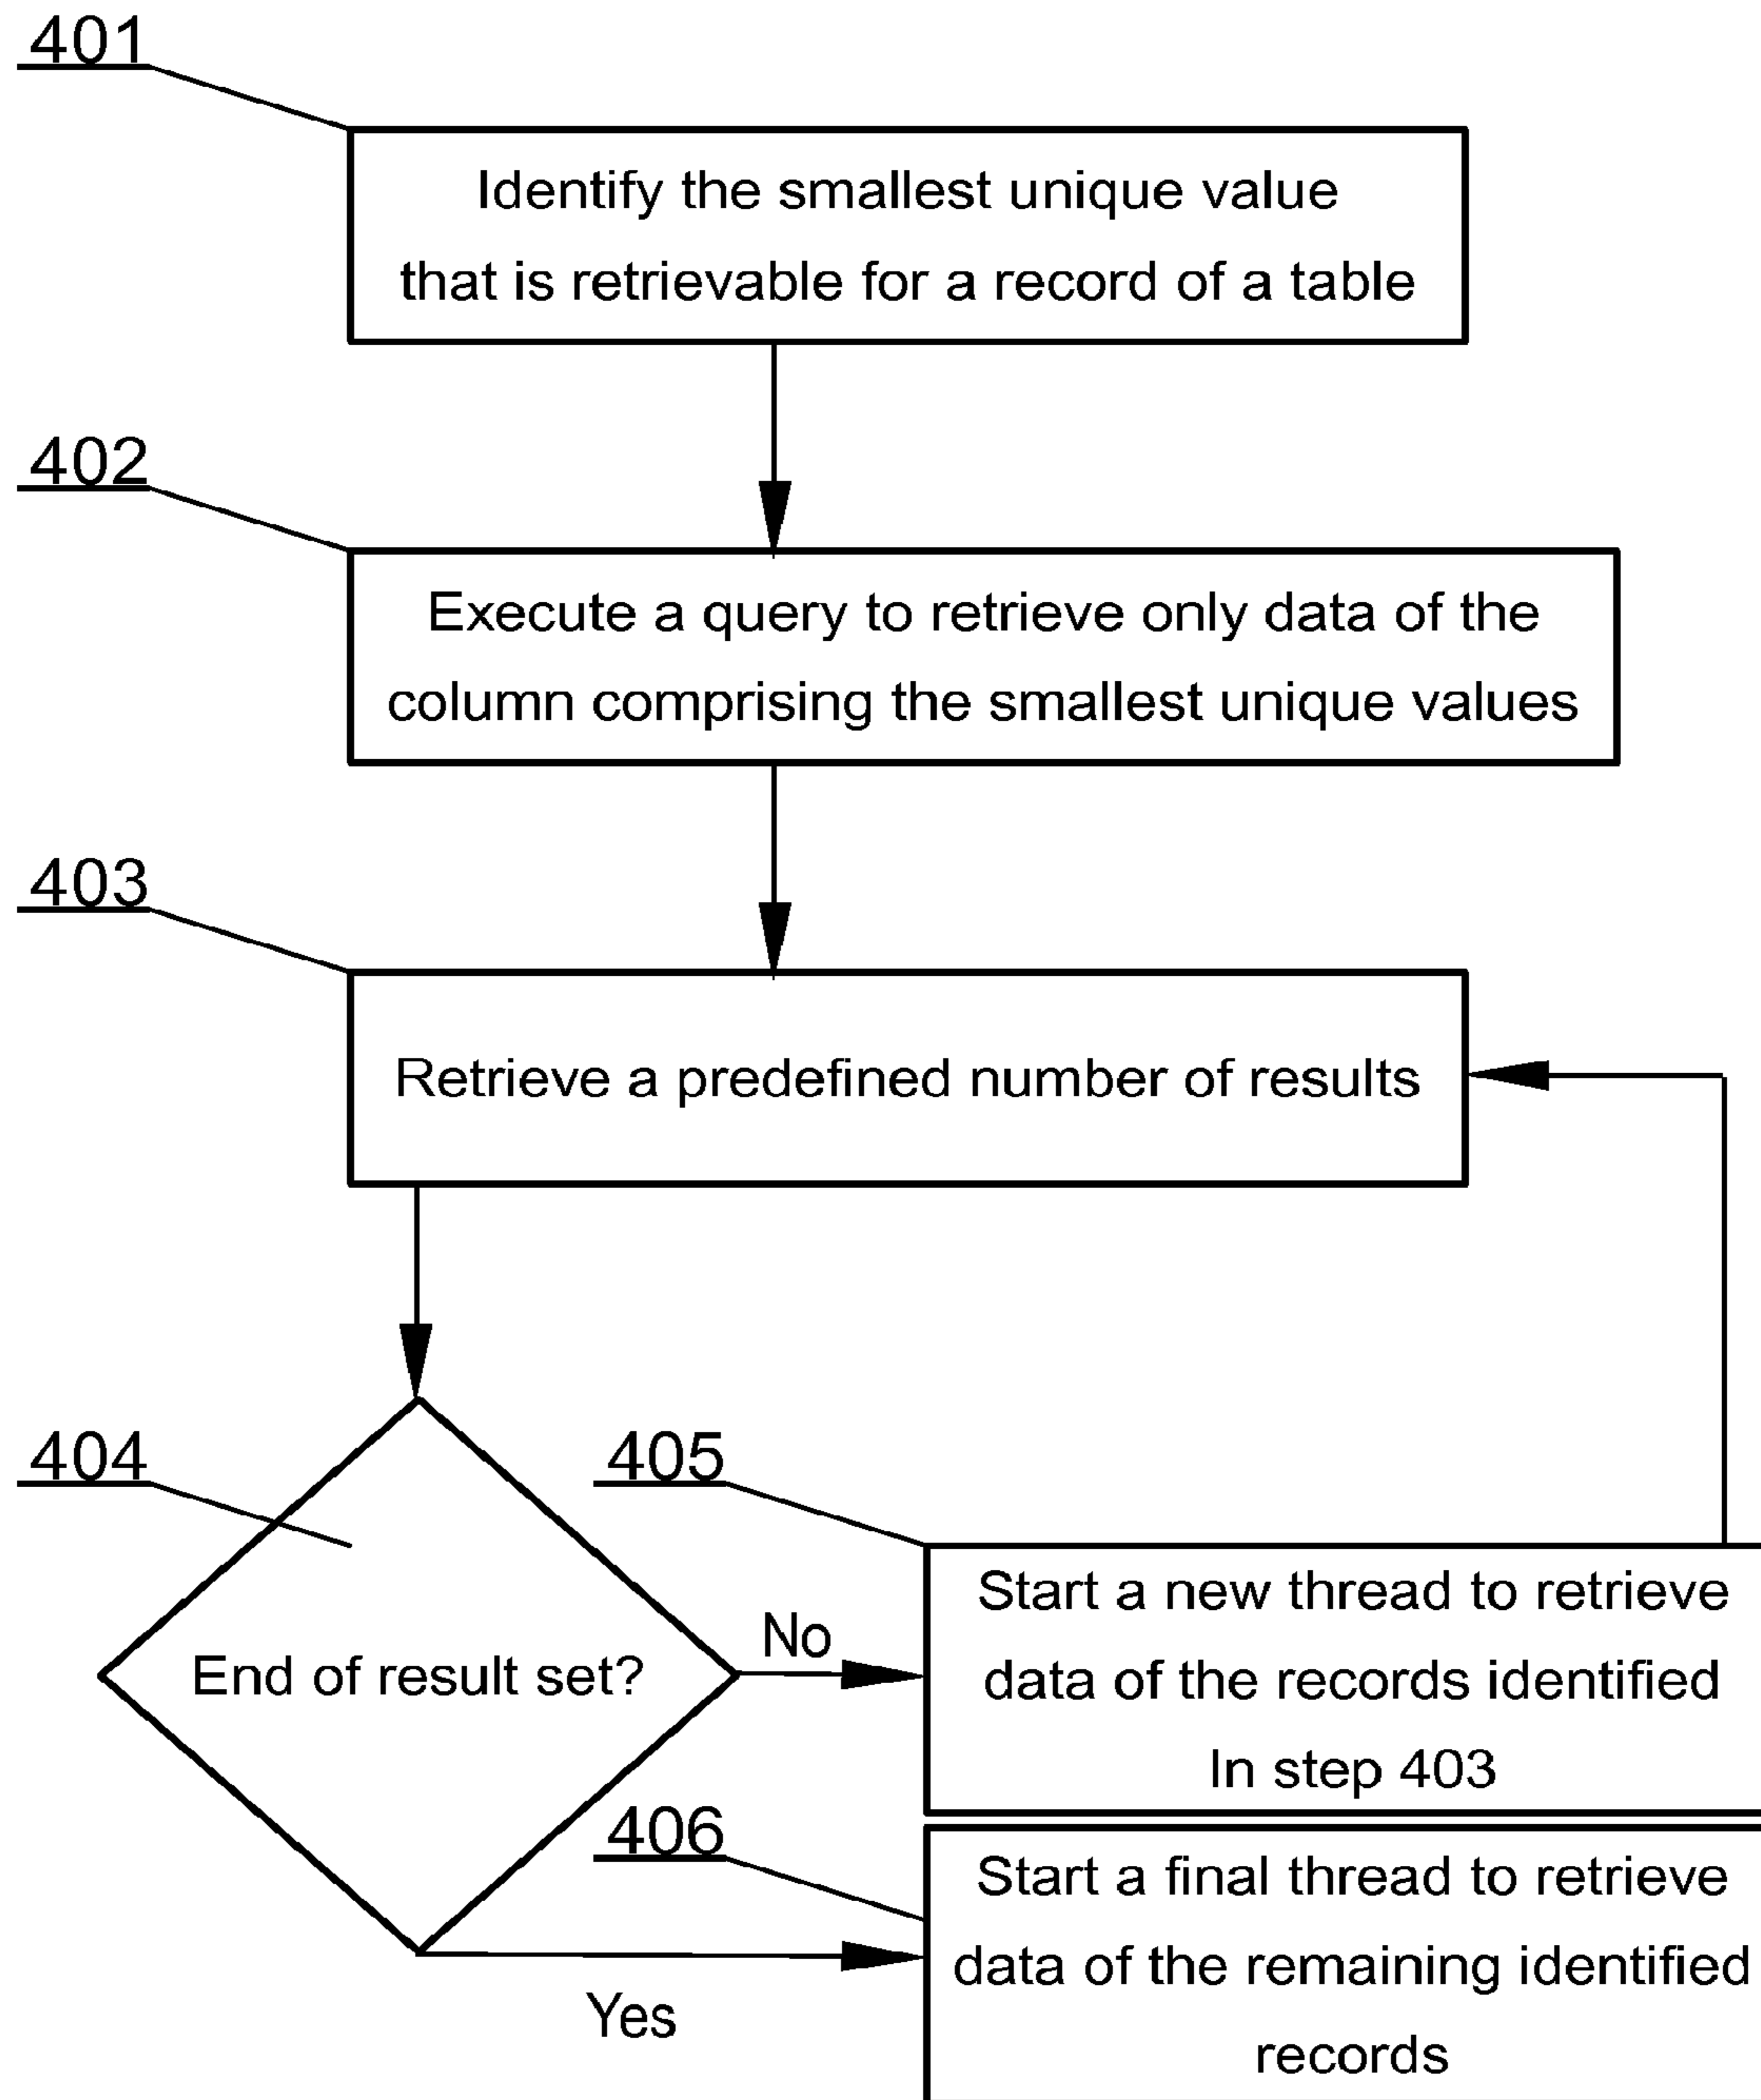 401
Identify the smallest unique value
that is retrievable for a record of a table
402
Execute a query to retrieve only data of the
column comprising the smallest unique values
403
Retrieve a predefined number of results
404
End of result set?
No
Yes
405
Start a new thread to retrieve
data of the records identified
In step 403
406
Start a final thread to retrieve
data of the remaining identified
records